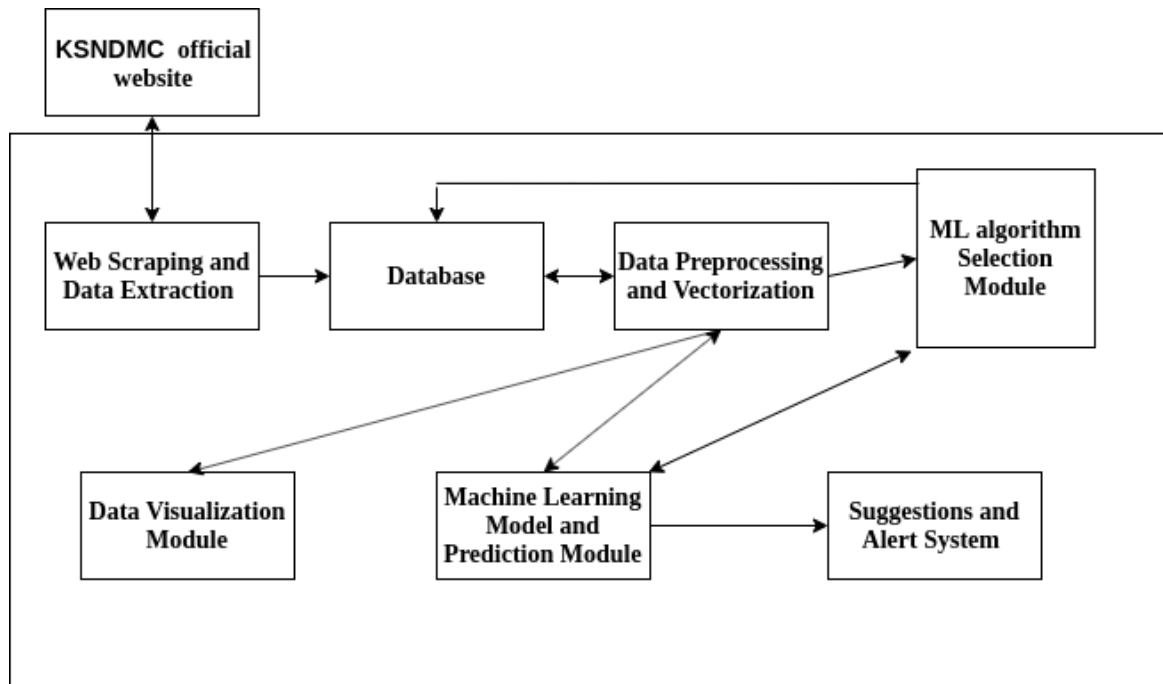 KSNDMC official
website
Web Scraping and
Data Extraction
Database
Data Preprocessing
and Vectorization
ML algorithm
Selection
Module
Data Visualization
Module
Machine Learning
Model and
Prediction Module
Suggestions and
Alert System